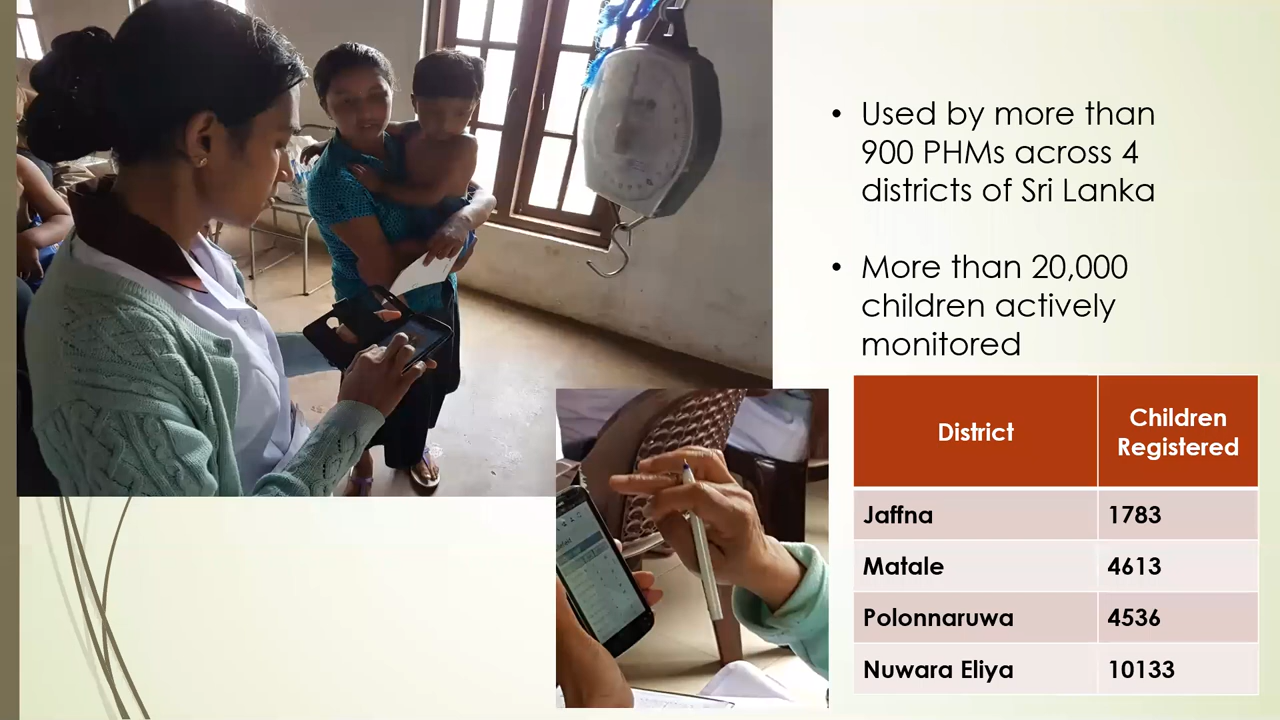 • Used by more than
900 PHMs across 4
districts of Sri Lanka
• More than 20,000
children actively
monitored
District Children Registered
Jaffna 1783
Matale 4613
Polonnaruwa 4536
Nuwara Eliya 10133